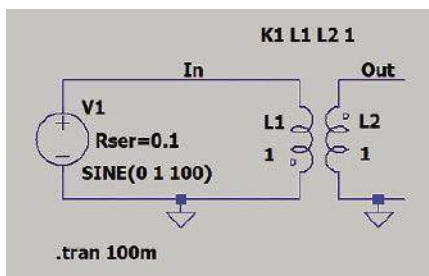 K1 L1 L2 1
In
Out
V1
Rser=0.1
SINE(0 1 100)
L1
1
L2
1
.tran 100m